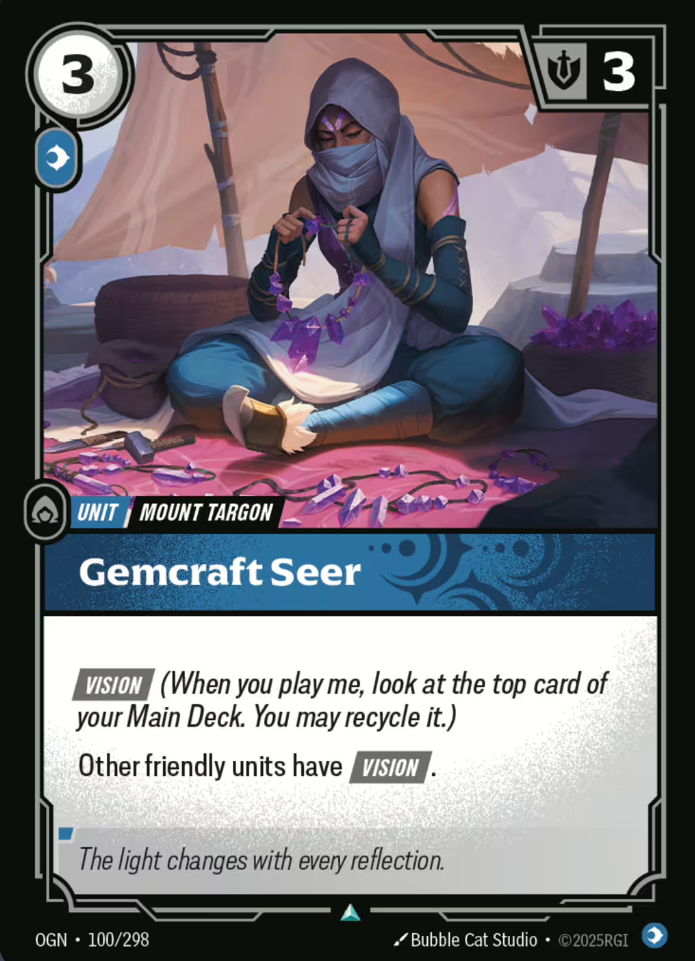 3
3
UNIT MOUNT TARGON
Gemcraft Seer
VISION (When you play me, look at the top card of
your Main Deck. You may recycle it.)
Other friendly units have VISION.
The light changes with every reflection.
OGN • 100/298 Bubble Cat Studio • ©2025RGI